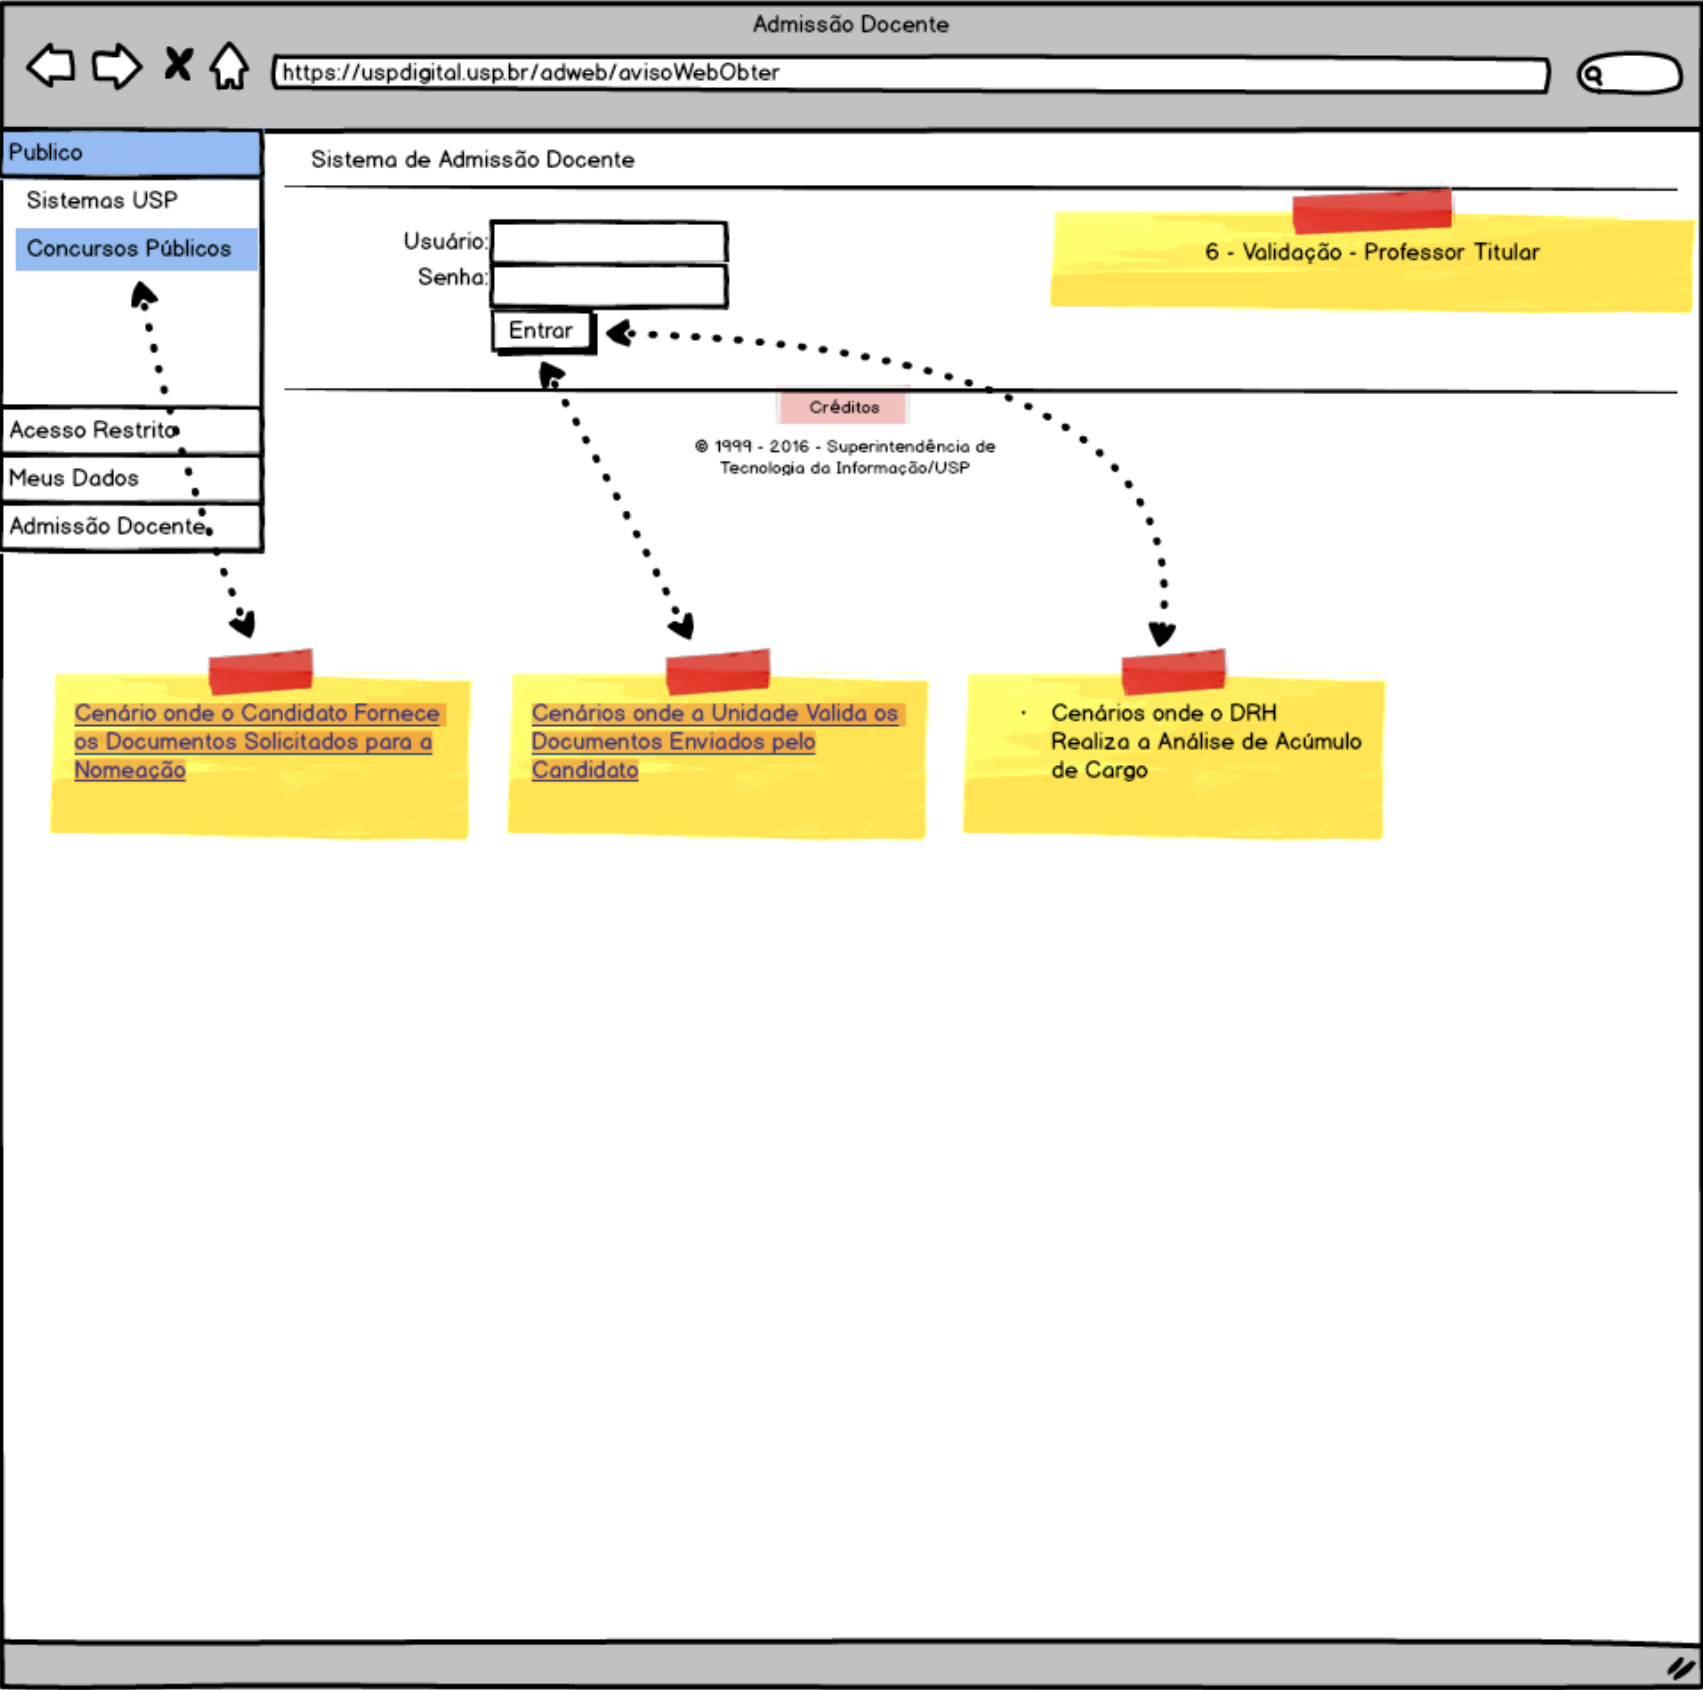 Admissão Docente
https://uspdigital.usp.br/adweb/avisoWebObter
Publico
Sistemas USP
Concursos Públicos
Acesso Restrito
Meus Dados
Admissão Docente
Sistema de Admissão Docente
Usuário:
Senha:
Entrar
6 - Validação - Professor Titular
Créditos
© 1999 - 2016 - Superintendência de
Tecnologia da Informação/USP
Cenário onde o Candidato Fornece
os Documentos Solicitados para a
Nomeação
Cenários onde a Unidade Valida os
Documentos Enviados pelo
Candidato
· Cenários onde o DRH
Realiza a Análise de Acúmulo
de Cargo